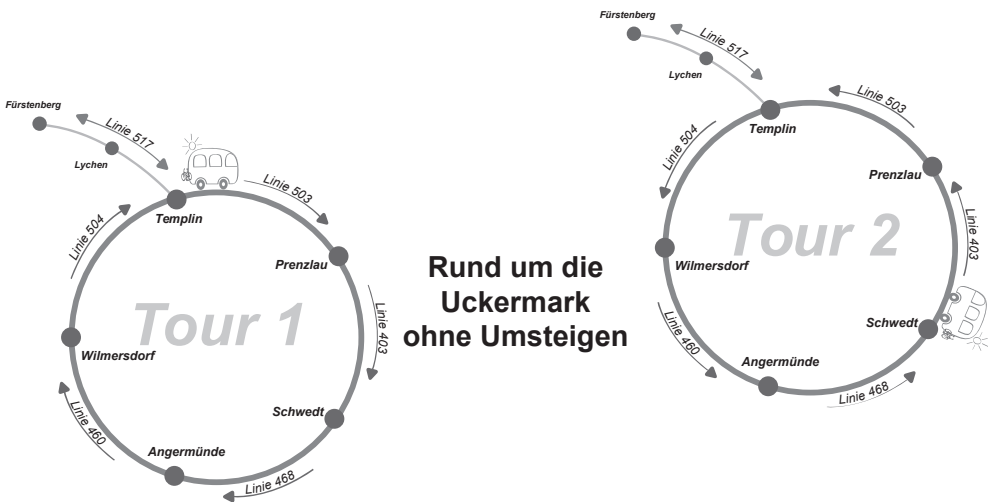 Fürstenberg
Linie 517
Lychen
Templin
Linie 503
Linie 504
Prenzlau
Tour 1
Linie 403
Wilmersdorf
Schwedt
Linie 460
Angermünde
Linie 468
Rund um die
Uckermark
ohne Umsteigen
Fürstenberg
Linie 517
Lychen
Templin
Linie 503
Linie 504
Prenzlau
Tour 2
Linie 403
Wilmersdorf
Schwedt
Linie 460
Angermünde
Linie 468